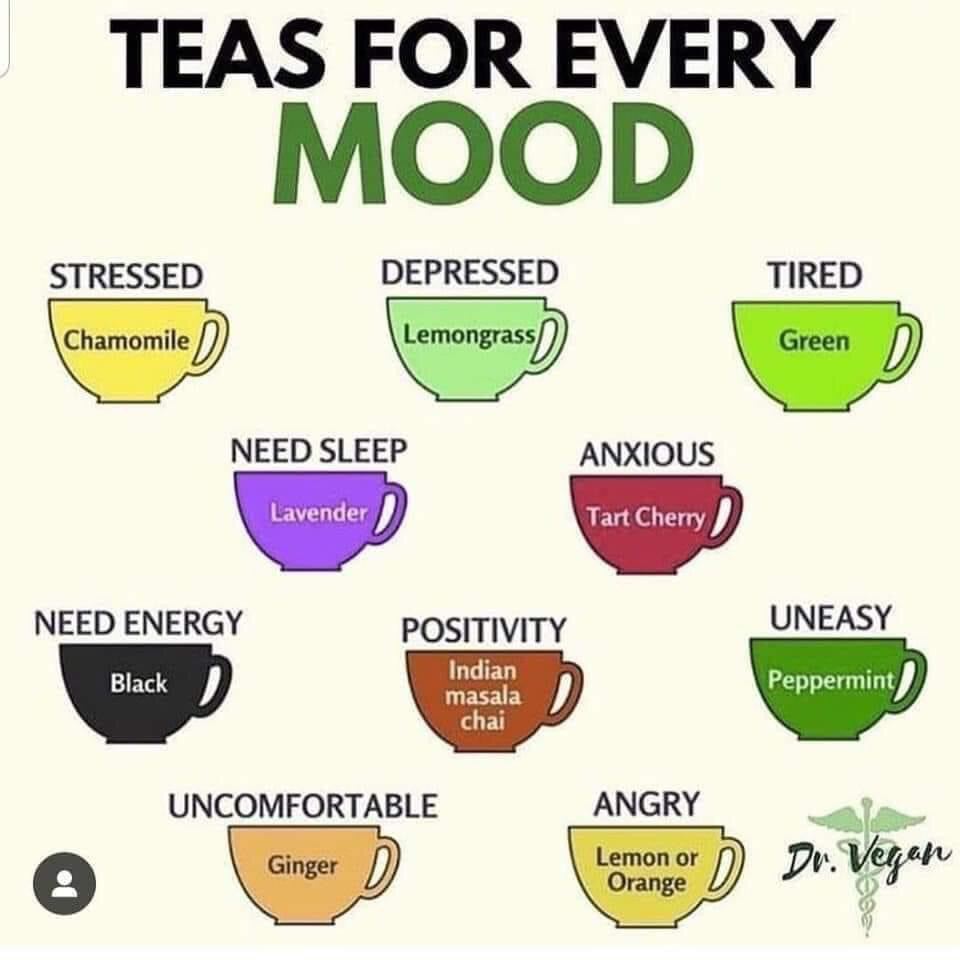 TEAS FOR EVERY
MOOD
STRESSED
Chamomile
DEPRESSED
Lemongrass
TIRED
Green
NEED SLEEP
Lavender
ANXIOUS
Tart Cherry
NEED ENERGY
Black
POSITIVITY
Indian
masala
chai
UNEASY
Peppermint
UNCOMFORTABLE
Ginger
ANGRY
Lemon or
Orange
Dr. Vegan